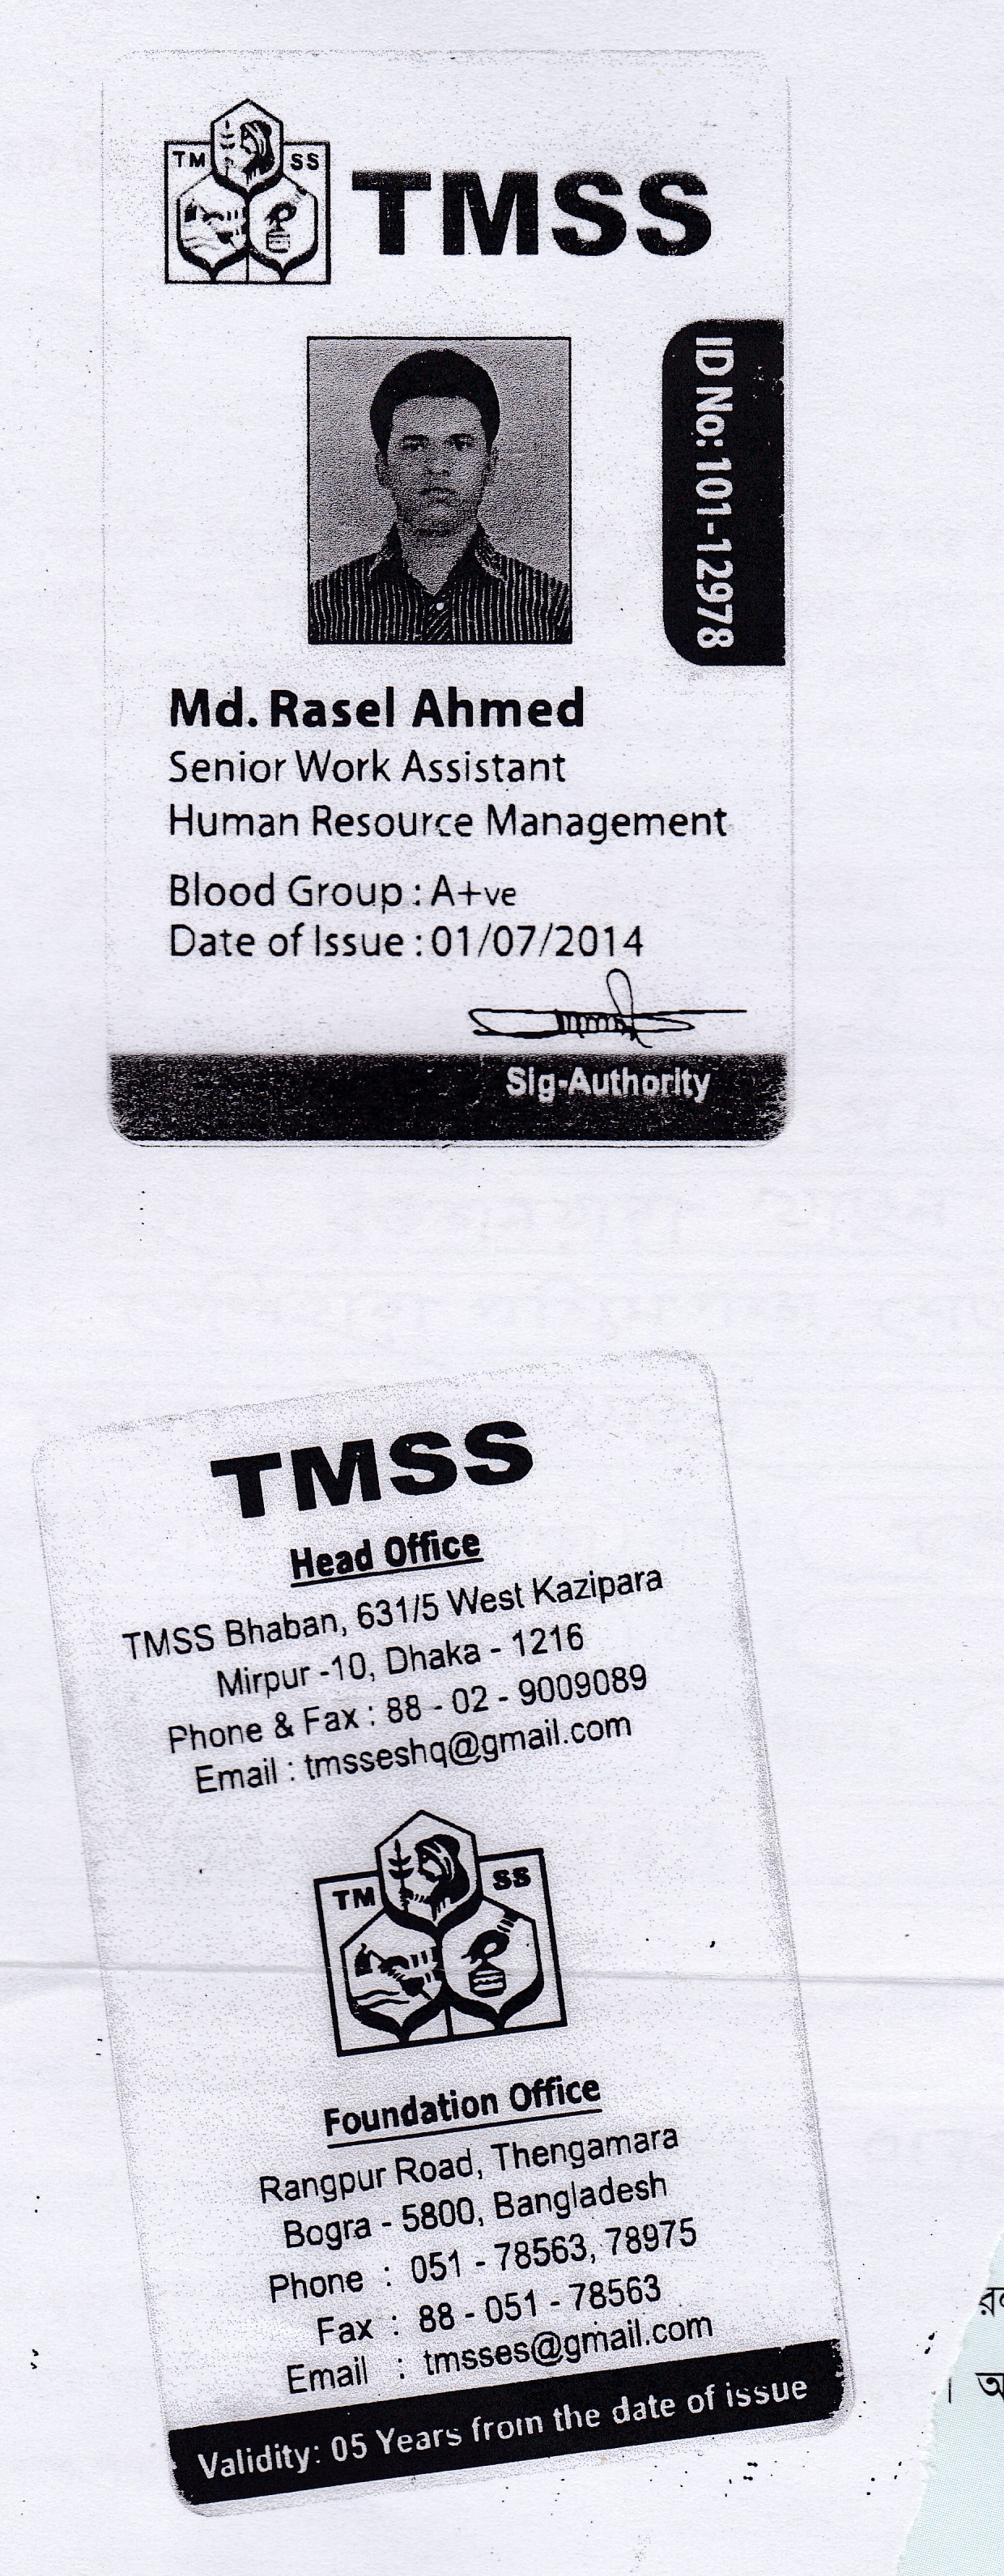 TM SS
TMSS
ID No: 101-12978
Md. Rasel Ahmed
Senior Work Assistant
Human Resource Management
Blood Group : A+ve
Date of Issue : 01/07/2014
Sig-Authority
TMSS
Head Office
TMSS Bhaban, 631/5 West Kazipara
Mirpur -10, Dhaka - 1216
Phone & Fax : 88 - 02 - 9009089
Email : tmsseshq@gmail.com
TM SS
Foundation Office
Rangpur Road, Thengamara
Bogra - 5800, Bangladesh
Phone : 051 - 78563, 78975
Fax : 88 - 051 - 78563
Email : tmsses@gmail.com
Validity: 05 Years from the date of issue